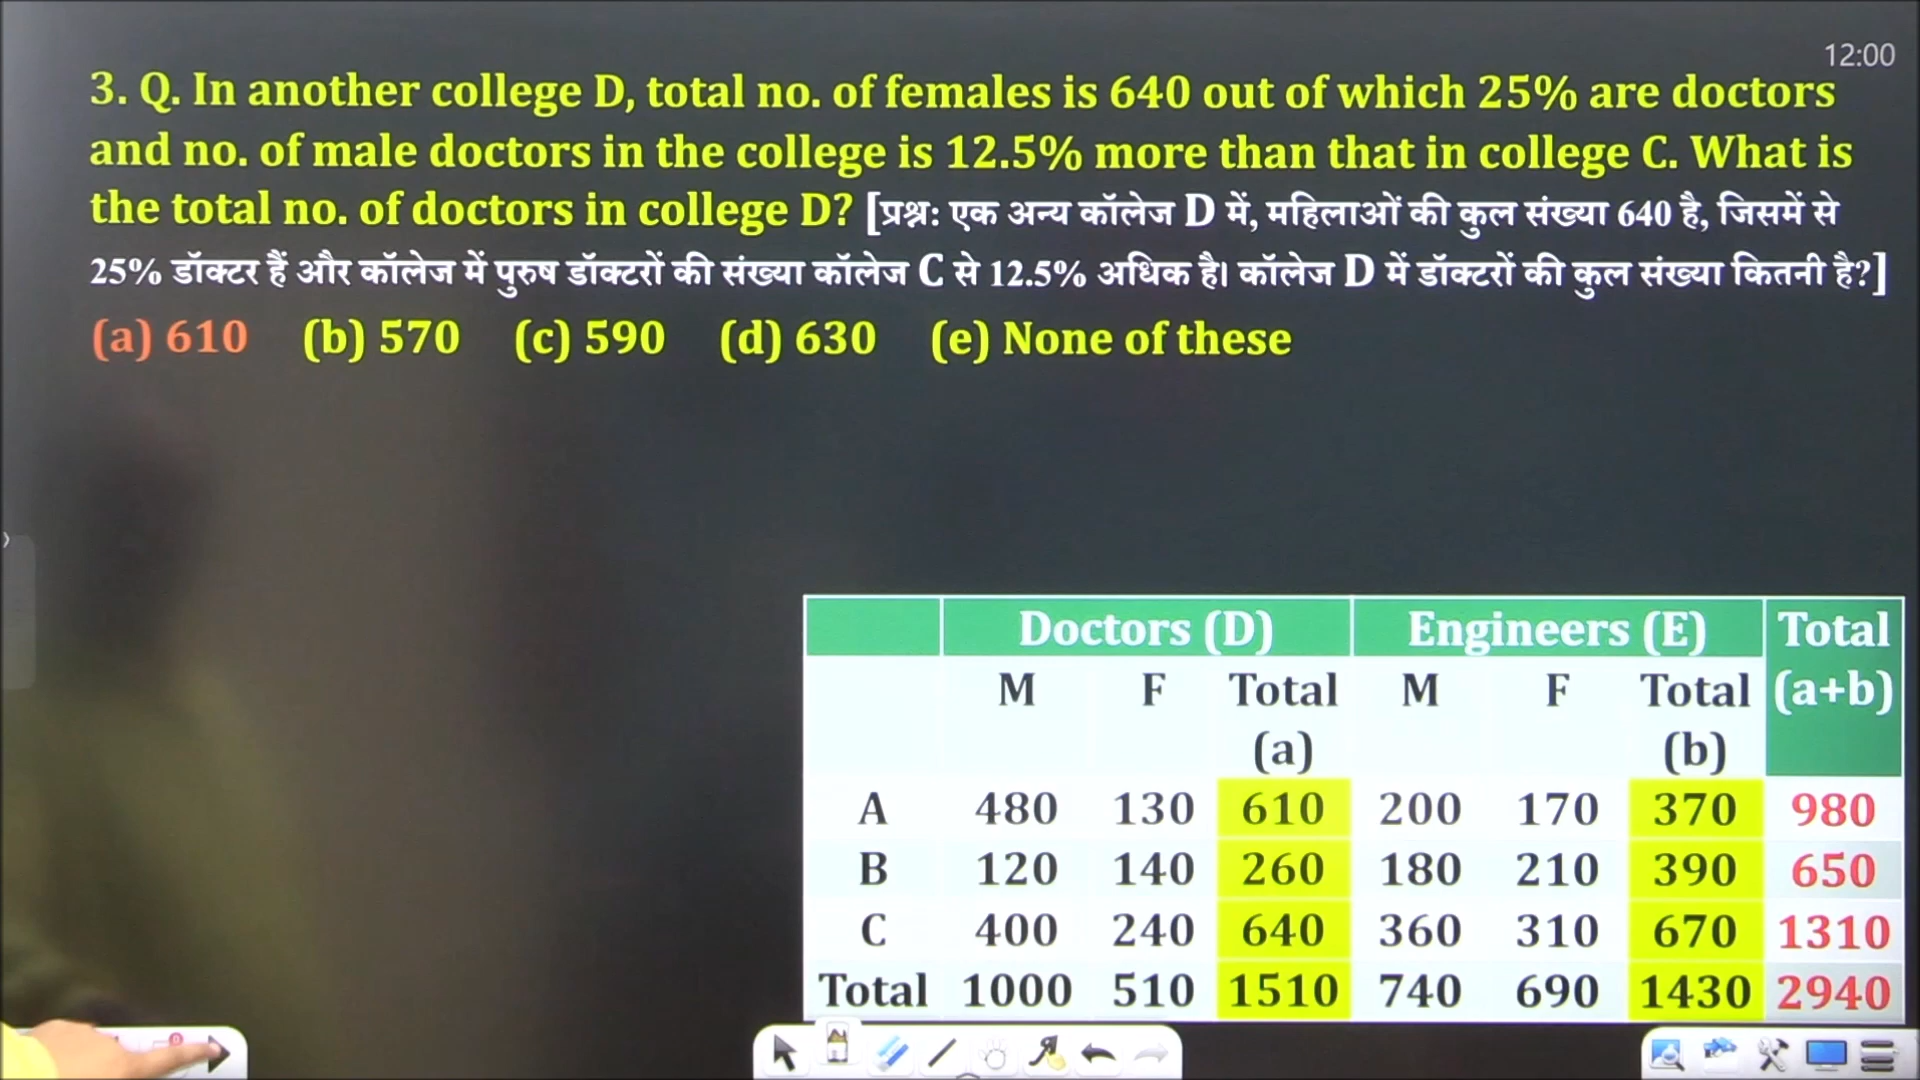 12:00
3. Q. In another college D, total no. of females is 640 out of which 25% are doctors
and no. of male doctors in the college is 12.5% more than that in college C. What is
the total no. of doctors in college D? [प्रश्न: एक अन्य कॉलेज D में, महिलाओं की कुल संख्या 640 है, जिसमें से
25% डॉक्टर हैं और कॉलेज में पुरुष डॉक्टरों की संख्या कॉलेज C से 12.5% अधिक है। कॉलेज D में डॉक्टरों की कुल संख्या कितनी है?]
(a) 610 (b) 570 (c) 590 (d) 630 (e) None of these
Doctors (D) Engineers (E) Total
M F Total M F Total (a+b)
(a) (b)
A 480 130 610 200 170 370 980
B 120 140 260 180 210 390 650
C 400 240 640 360 310 670 1310
Total 1000 510 1510 740 690 1430 2940